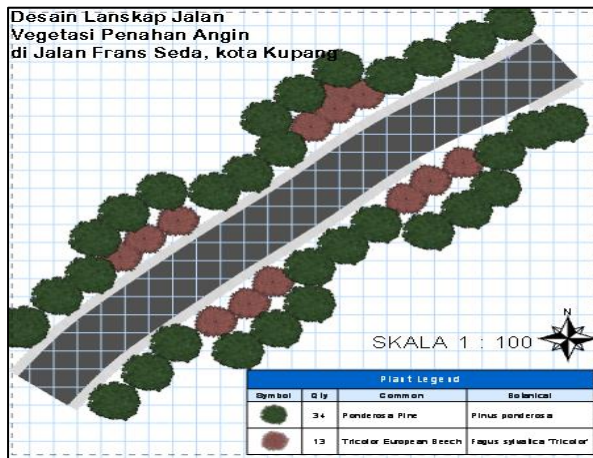 Desain Lanskap Jalan
Vegetasi Penahan Angin
di Jalan Frans Seda, kota Kupang
N
SKALA 1 : 100
Plant Legend
Symbol Qty Common Botanical
34 Ponderosa Pine Pinus ponderosa
13 Tricolor European Beech Fagus sylvatica 'Tricolor'